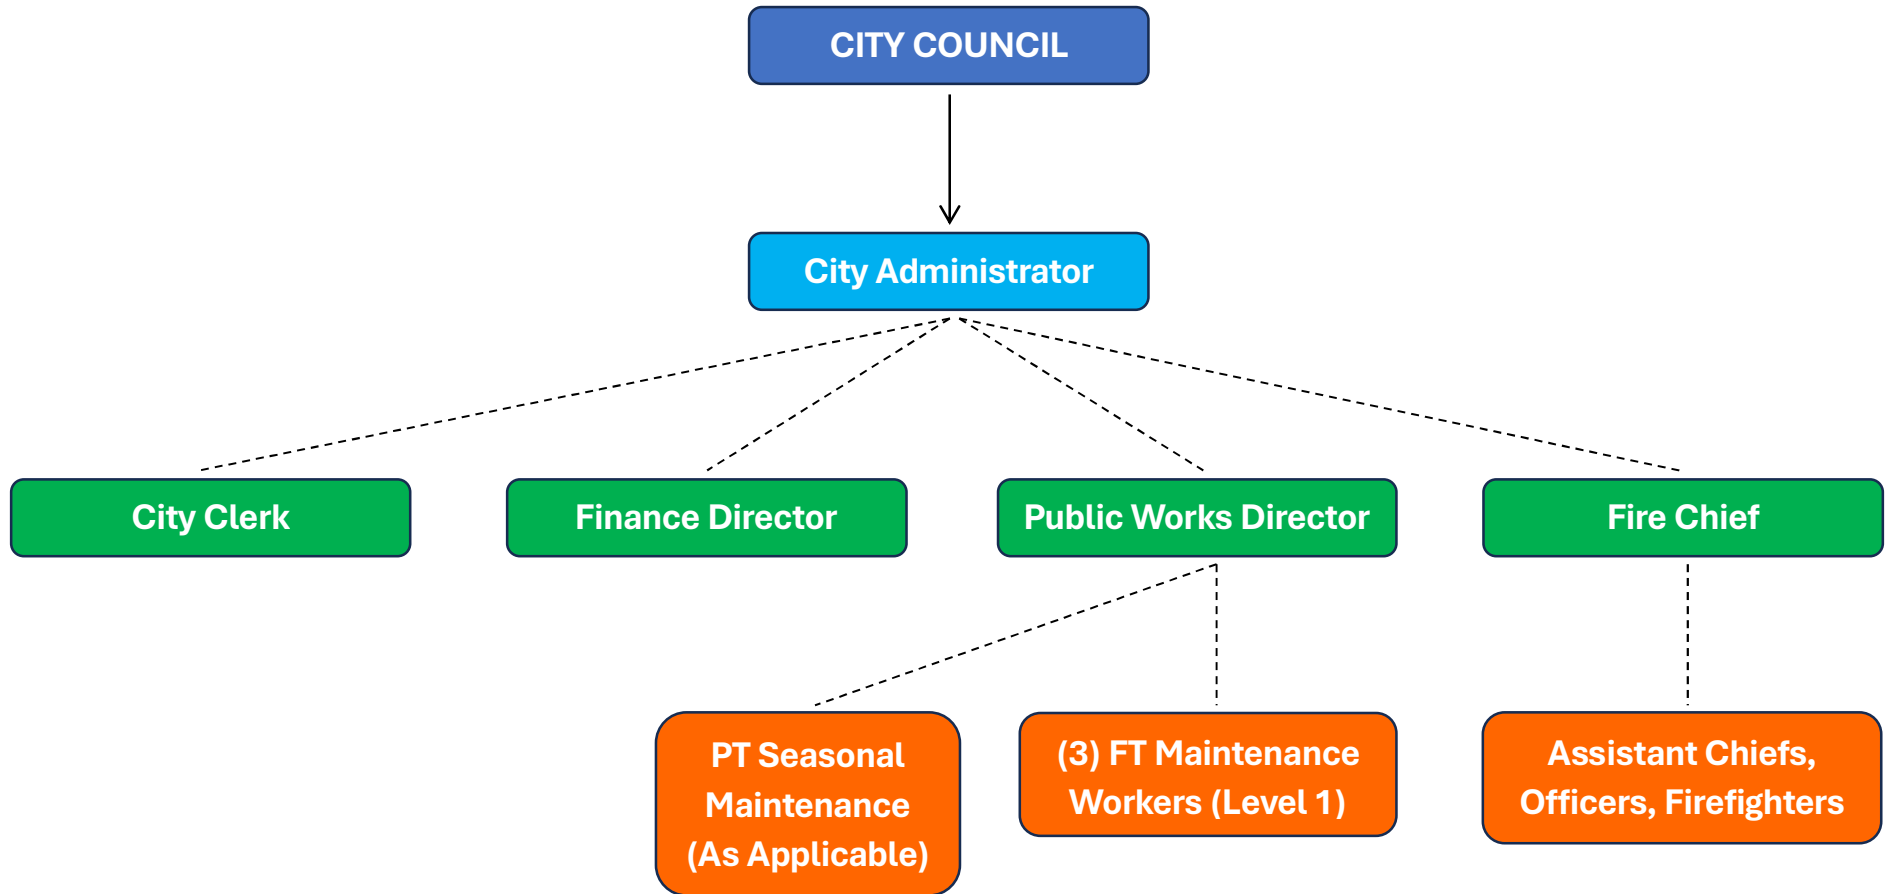 CITY COUNCIL
City Administrator
City Clerk
Finance Director
Public Works Director
Fire Chief
PT Seasonal
Maintenance
(As Applicable)
(3) FT Maintenance
Workers (Level 1)
Assistant Chiefs,
Officers, Firefighters